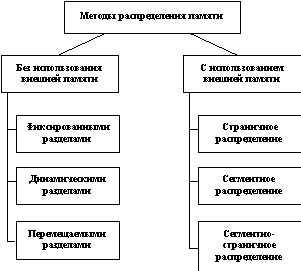 Методы распределения памяти
Без использования
внешней памяти
С использованием
внешней памяти
Фиксированными
разделами
Динамическими
разделами
Перемещаемыми
разделами
Страничное
распределение
Сегментное
распределение
Сегментно-
страничное
распределение